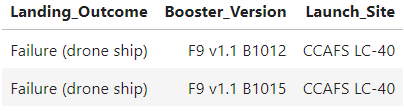 Landing_Outcome Booster_Version Launch_Site
Failure (drone ship) F9 v1.1 B1012 CCAFS LC-40
Failure (drone ship) F9 v1.1 B1015 CCAFS LC-40